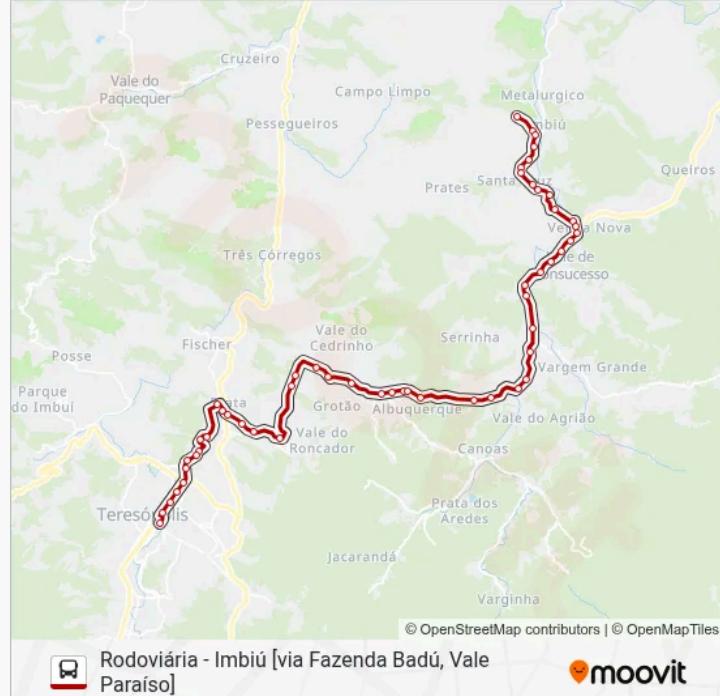 Cruzeiro
Vale do
Paquequer
Campo Limpo
Metalurgico
Pessegueiros
Queiros
Prates
Santa
Nova
Três Córregos
Vale do
Cedrinho
Serrinha
Fischer
Posse
Vargem Grande
Parque
do Imbuí
Grotão
Albuquerque
Vale do Agrião
Vale do
Roncador
Canoas
Prata dos
Aredes
Jacarandá
Varginha
© OpenStreetMap contributors | © OpenMapTiles
Rodoviária - Imbiú [via Fazenda Badú, Vale
Paraíso]
moovit